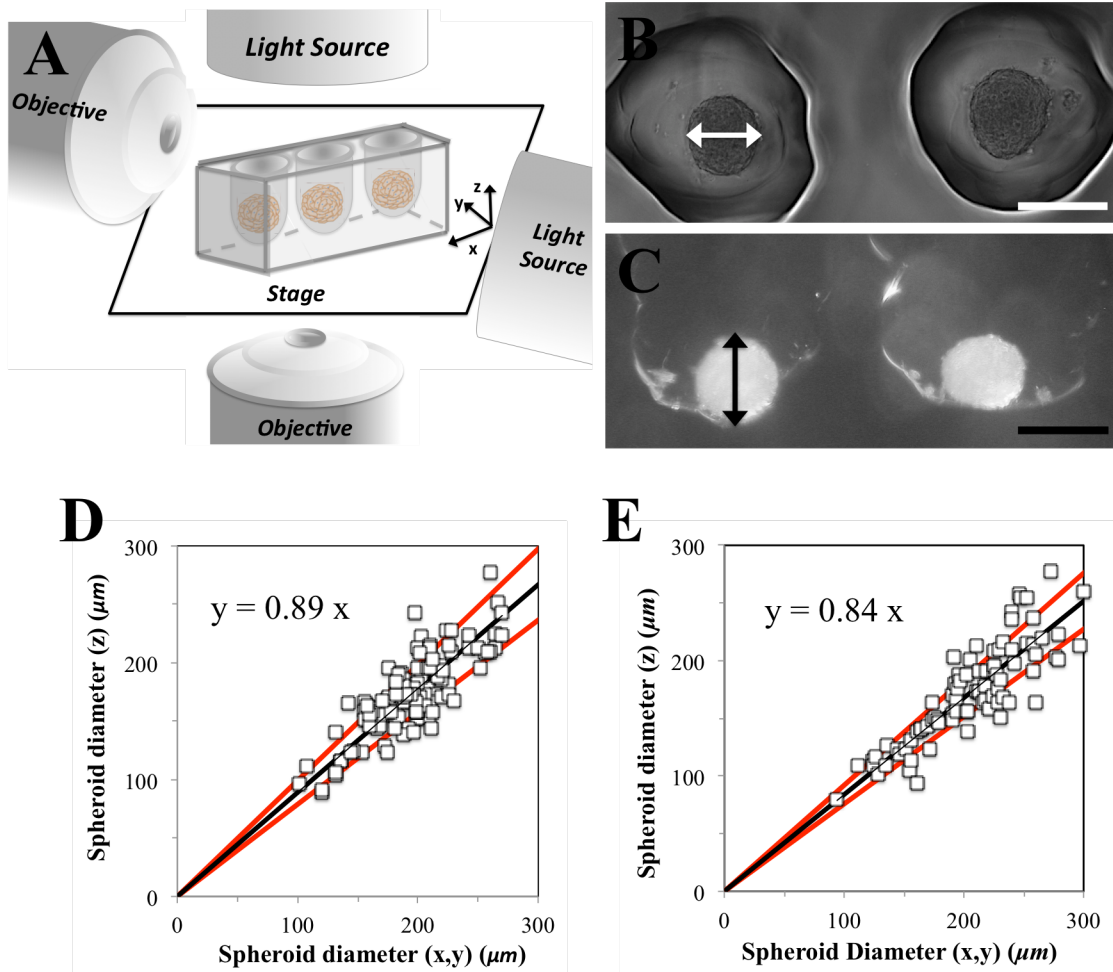 A
Light Source
Objective
z
y
x
Light
Source
Stage
Objective
B
C
D
300
200
100
0
y = 0.89 x
Spheroid diameter (z) (μm)
0
100
200
300
Spheroid diameter (x,y) (μm)
E
300
200
100
0
y = 0.84 x
Spheroid diameter (z) (μm)
0
100
200
300
Spheroid Diameter (x,y) (μm)